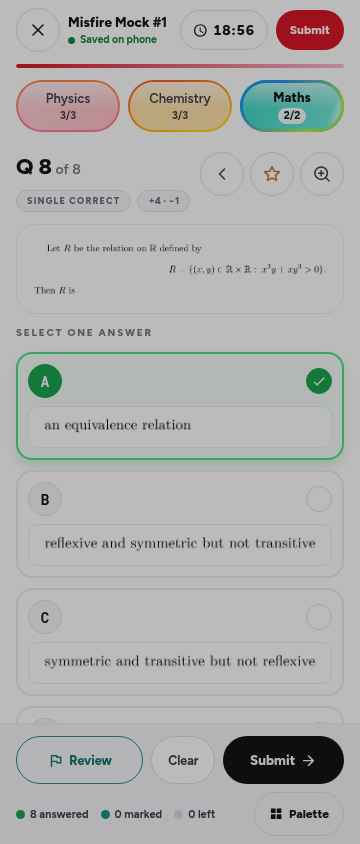 Misfire Mock #1
Saved on phone
18:56
Submit
Physics
3/3
Chemistry
3/3
Maths
2/2
Q 8 of 8
SINGLE CORRECT
+4 · −1
Let R be the relation on ℝ defined by
R = {(x, y) ∈ ℝ × ℝ : x³y + xy³ > 0}.
Then R is
SELECT ONE ANSWER
A
an equivalence relation
B
reflexive and symmetric but not transitive
C
symmetric and transitive but not reflexive
Review
Clear
Submit →
8 answered
0 marked
0 left
Palette